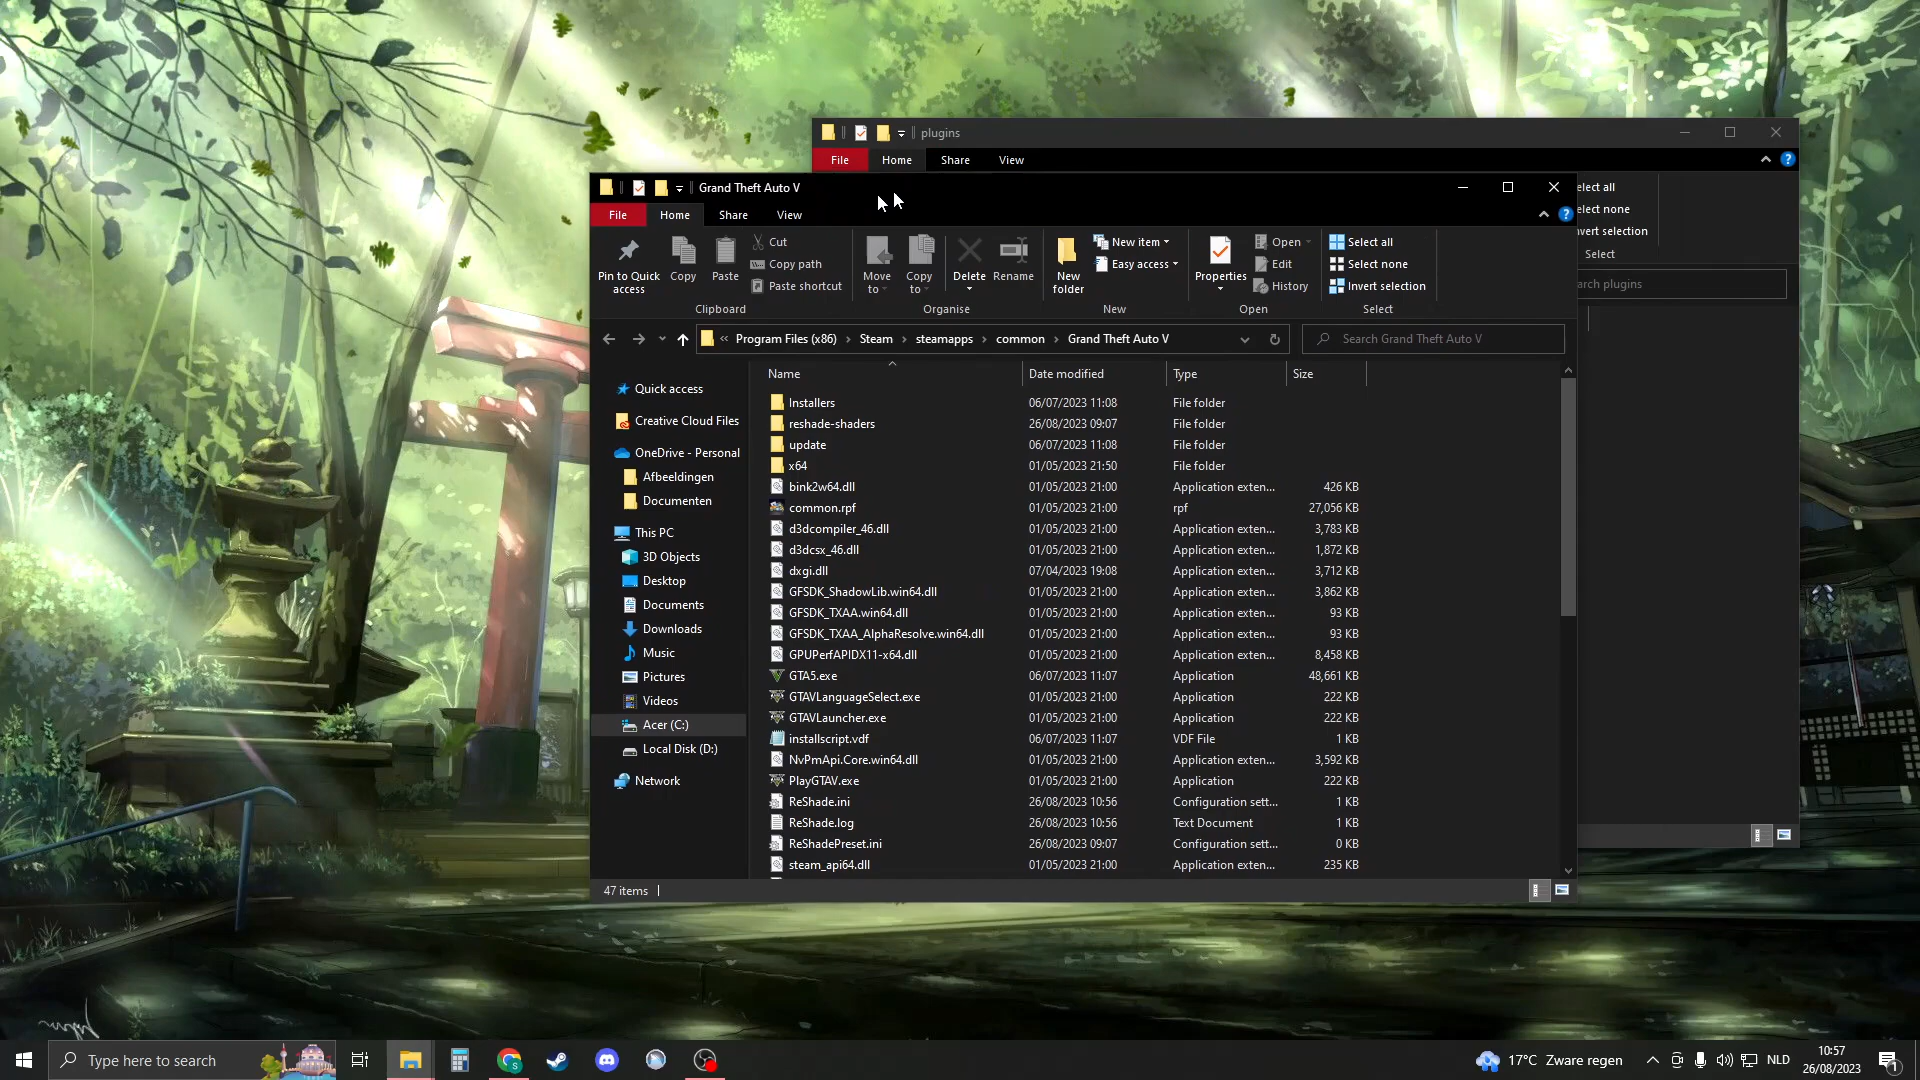 plugins
File Home Share View
Grand Theft Auto V
File Home Share View
elect all
elect none
nvert selection
Select
arch plugins
Pin to Quick access
Copy
Paste
Cut
Copy path
Paste shortcut
Clipboard
Move to
Copy to
Delete
Rename
Organise
New folder
New item
Easy access
New
Properties
Open
Edit
History
Open
Select all
Select none
Invert selection
Select
« Program Files (x86) › Steam › steamapps › common › Grand Theft Auto V
Search Grand Theft Auto V
Quick access
Creative Cloud Files
OneDrive - Personal
Afbeeldingen
Documenten
This PC
3D Objects
Desktop
Documents
Downloads
Music
Pictures
Videos
Acer (C:)
Local Disk (D:)
Network
Name Date modified Type Size
Installers 06/07/2023 11:08 File folder
reshade-shaders 26/08/2023 09:07 File folder
update 06/07/2023 11:08 File folder
x64 01/05/2023 21:50 File folder
bink2w64.dll 01/05/2023 21:00 Application exten... 426 KB
common.rpf 01/05/2023 21:00 rpf 27,056 KB
d3dcompiler_46.dll 01/05/2023 21:00 Application exten... 3,783 KB
d3dcsx_46.dll 01/05/2023 21:00 Application exten... 1,872 KB
dxgi.dll 07/04/2023 19:08 Application exten... 3,712 KB
GFSDK_ShadowLib.win64.dll 01/05/2023 21:00 Application exten... 3,862 KB
GFSDK_TXAA.win64.dll 01/05/2023 21:00 Application exten... 93 KB
GFSDK_TXAA_AlphaResolve.win64.dll 01/05/2023 21:00 Application exten... 93 KB
GPUPerfAPIDX11-x64.dll 01/05/2023 21:00 Application exten... 8,458 KB
GTA5.exe 06/07/2023 11:07 Application 48,661 KB
GTAVLanguageSelect.exe 01/05/2023 21:00 Application 222 KB
GTAVLauncher.exe 01/05/2023 21:00 Application 222 KB
installscript.vdf 06/07/2023 11:07 VDF File 1 KB
NvPmApi.Core.win64.dll 01/05/2023 21:00 Application exten... 3,592 KB
PlayGTAV.exe 01/05/2023 21:00 Application 222 KB
ReShade.ini 26/08/2023 10:56 Configuration sett... 1 KB
ReShade.log 26/08/2023 10:56 Text Document 1 KB
ReShadePreset.ini 26/08/2023 09:07 Configuration sett... 0 KB
steam_api64.dll 01/05/2023 21:00 Application exten... 235 KB
47 items
Type here to search
17°C Zware regen
NLD
10:57
26/08/2023
1